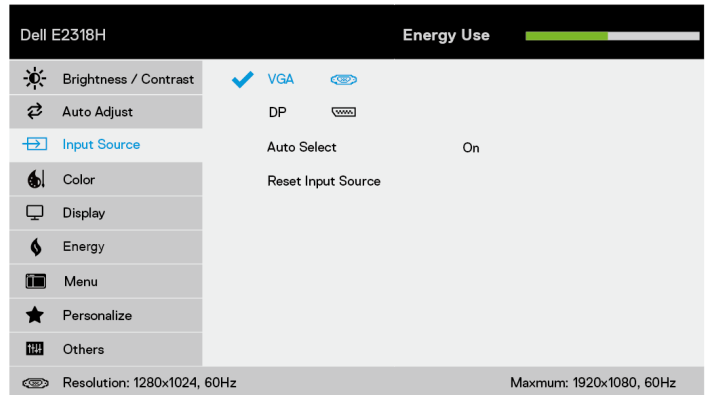 Dell E2318H Energy Use
Brightness / Contrast VGA
Auto Adjust DP
Input Source Auto Select On
Color Reset Input Source
Display
Energy
Menu
Personalize
Others
Resolution: 1280x1024, 60Hz Maxmum: 1920x1080, 60Hz